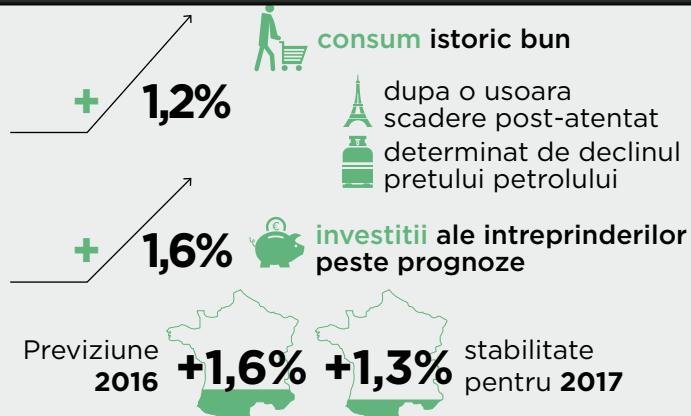 consum istoric bun
+ 1,2%
dupa o usoara
scadere post-atentat
determinat de declinul
pretului petrolului
+ 1,6%
€
investitii ale intreprinderilor
peste prognoze
Previziune
2016
+1,6%
+1,3%
stabilitate
pentru 2017